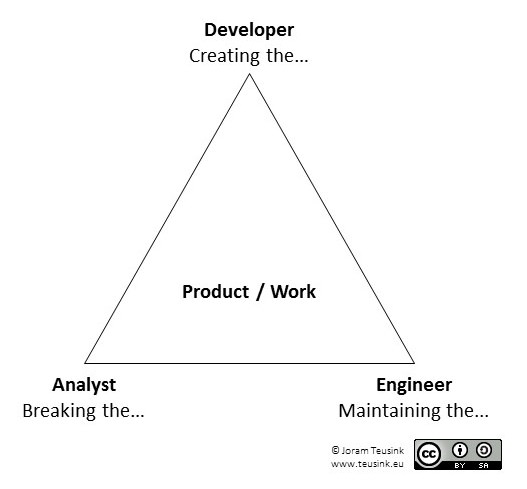 Developer
Creating the...
Product / Work
Analyst
Breaking the...
Engineer
Maintaining the...
© Joram Teusink
www.teusink.eu
cc
BY SA